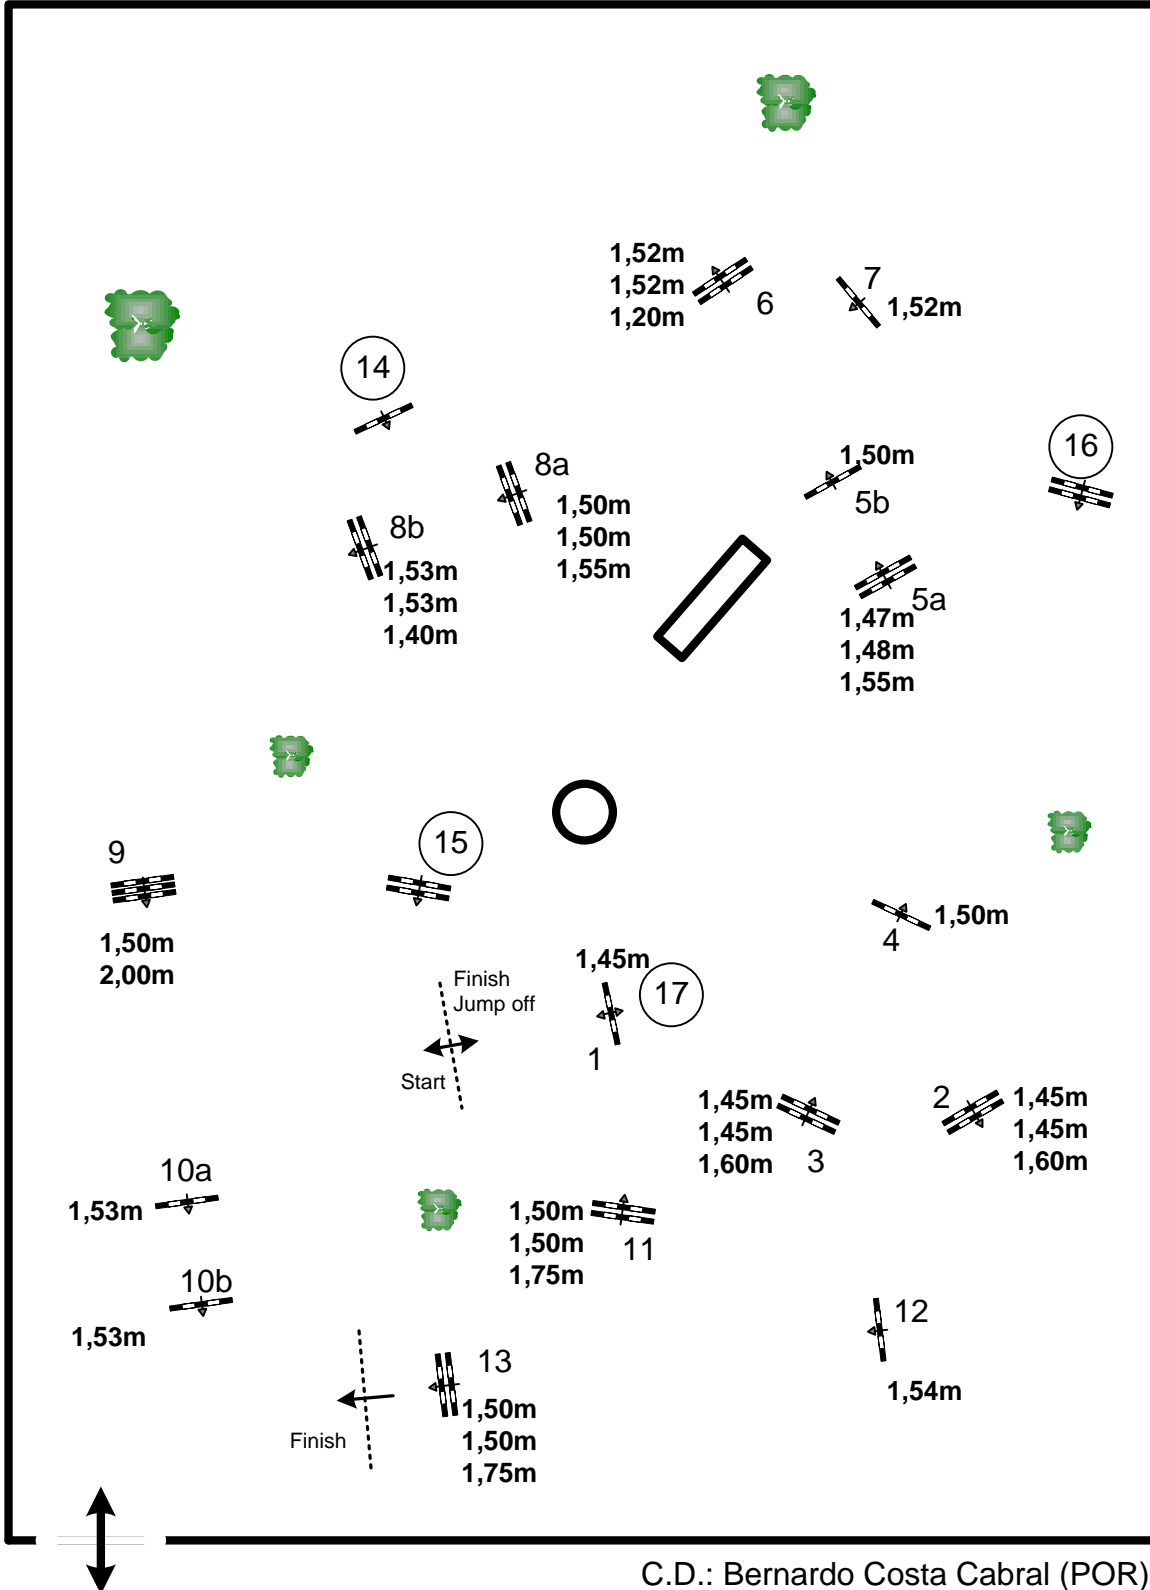 1,52m
1,52m
1,20m
6
7
1,52m
14
8a
1,50m
1,50m
1,55m
8b
1,53m
1,53m
1,40m
1,50m
5b
16
5a
1,47m
1,48m
1,55m
9
1,50m
2,00m
15
4
1,50m
1,45m
17
1
Finish
Jump off
Start
1,45m
1,45m
1,60m
3
2
1,45m
1,45m
1,60m
10a
1,53m
1,50m
1,50m
1,75m
11
10b
1,53m
12
1,54m
13
1,50m
1,50m
1,75m
Finish
C.D.: Bernardo Costa Cabral (POR)